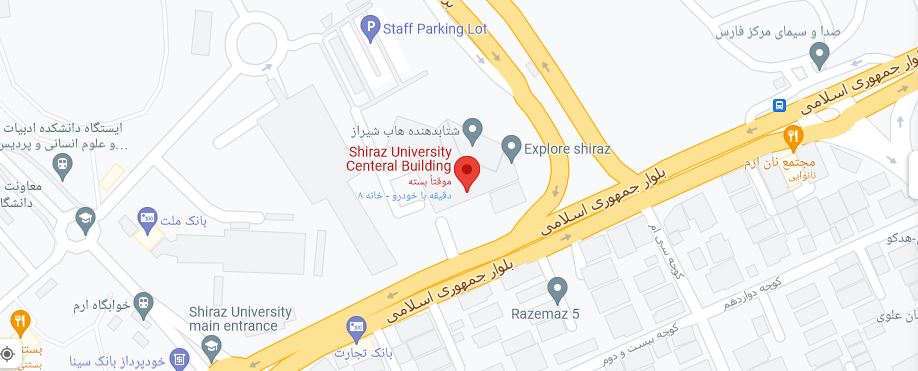 Staff Parking Lot
صدا و سیمای مرکز فارس
بلوار جمهوری اسلامی
شتابدهنده هاب شیراز
Explore shiraz
Shiraz University
Centeral Building
موقتاً بسته
۸ دقیقه با خودرو - خانه
مجتمع نان ارم
نانوایی
بلوار جمهوری اسلامی
ایستگاه دانشکده ادبیات
و علوم انسانی و پردیس...
معاونت
دانشگا
بانک ملت
کوچه سی ام
هدکو-
بلوار جمهوری اسلامی
کوچه دوازدهم
خوابگاه ارم
Shiraz University
main entrance
Razemaz 5
ان علوی
کوچه بیست و دوم
بانک تجارت
خودپرداز بانک سینا
بستنی
بستنی